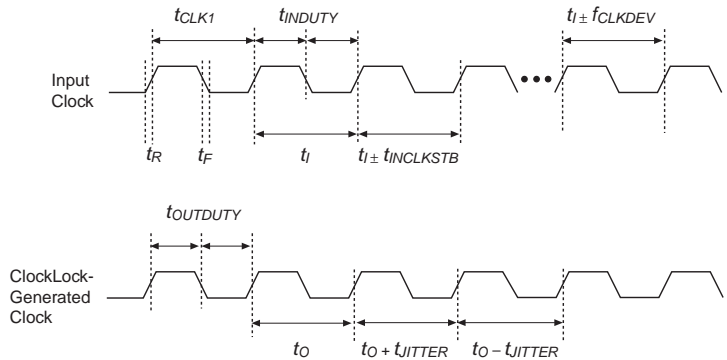 tCLK1 tINDUTY tI ± fCLKDEV
Input
Clock
tR tF tI tI ± tINCLKSTB
tOUTDUTY
ClockLock-
Generated
Clock
tO tO + tJITTER tO – tJITTER